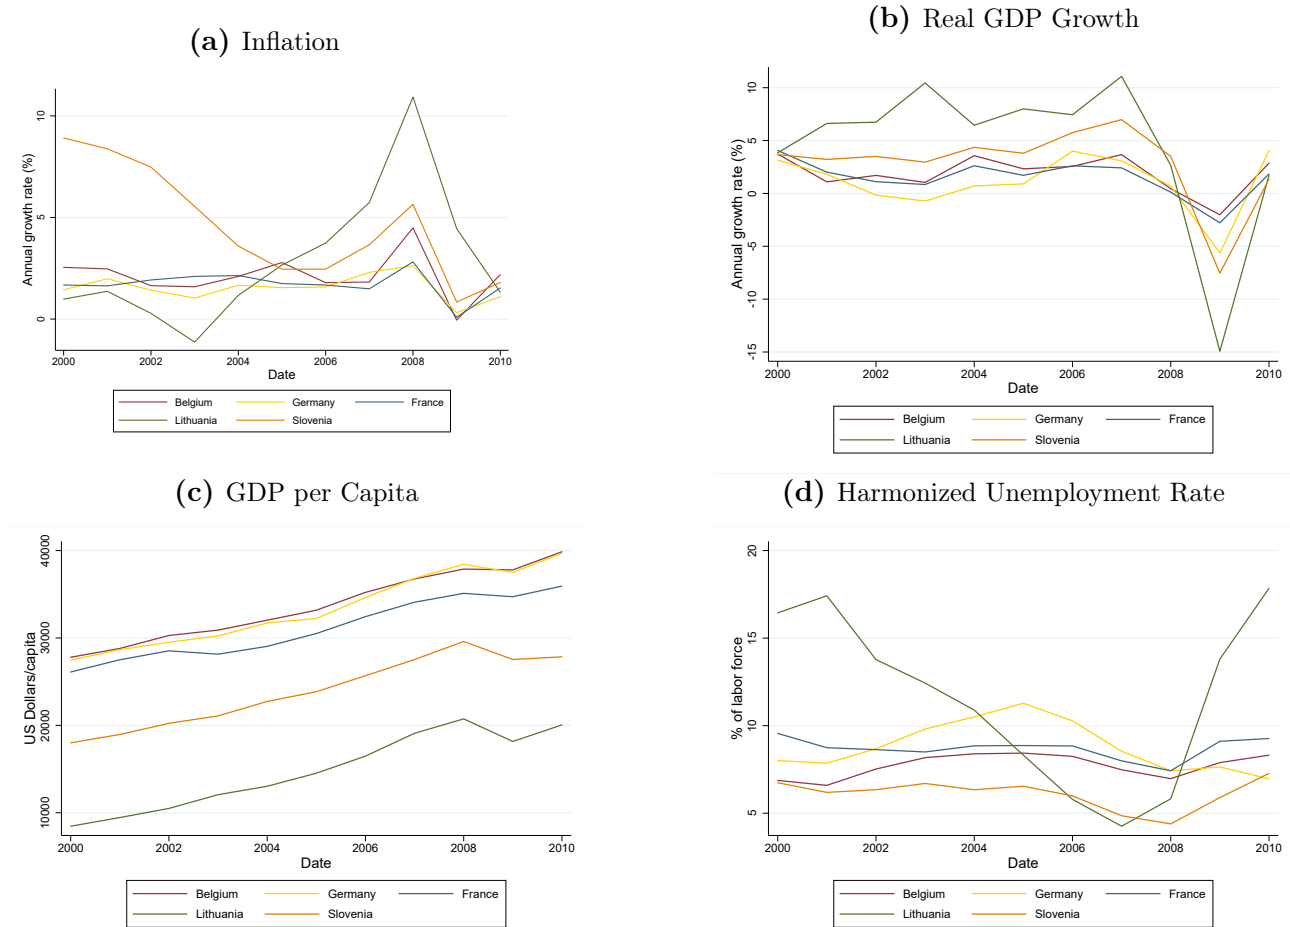 (a) Inflation
Annual growth rate (%)
10
5
0
2000 2002 2004 2006 2008 2010
Date
Belgium Germany France
Lithuania Slovenia
(b) Real GDP Growth
Annual growth rate (%)
10
5
0
-5
-10
-15
2000 2002 2004 2006 2008 2010
Date
Belgium Germany France
Lithuania Slovenia
(c) GDP per Capita
US Dollars/capita
40000
30000
20000
10000
2000 2002 2004 2006 2008 2010
Date
Belgium Germany France
Lithuania Slovenia
(d) Harmonized Unemployment Rate
% of labor force
20
15
10
5
2000 2002 2004 2006 2008 2010
Date
Belgium Germany France
Lithuania Slovenia